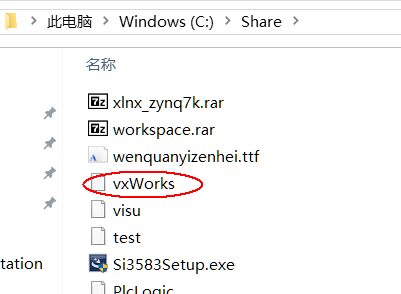 此电脑 > Windows (C:) > Share >
名称
xlnx_zynq7k.rar
workspace.rar
wenquanyizenhei.ttf
vxWorks
visu
test
tation
Si3583Setup.exe
PlcLogic